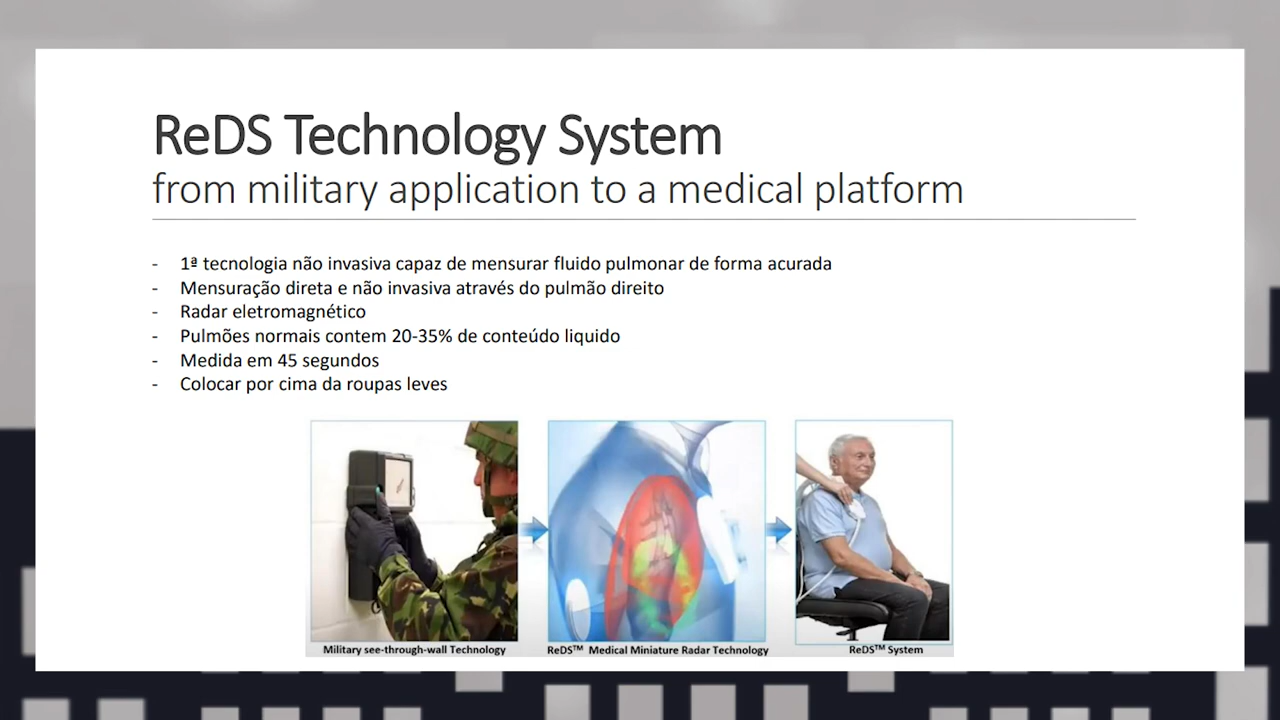 ReDS Technology System
from military application to a medical platform
- 1ª tecnologia não invasiva capaz de mensurar fluido pulmonar de forma acurada
- Mensuração direta e não invasiva através do pulmão direito
- Radar eletromagnético
- Pulmões normais contem 20-35% de conteúdo liquido
- Medida em 45 segundos
- Colocar por cima da roupas leves
Military see-through-wall Technology
ReDS™ Medical Miniature Radar Technology
ReDS™ System